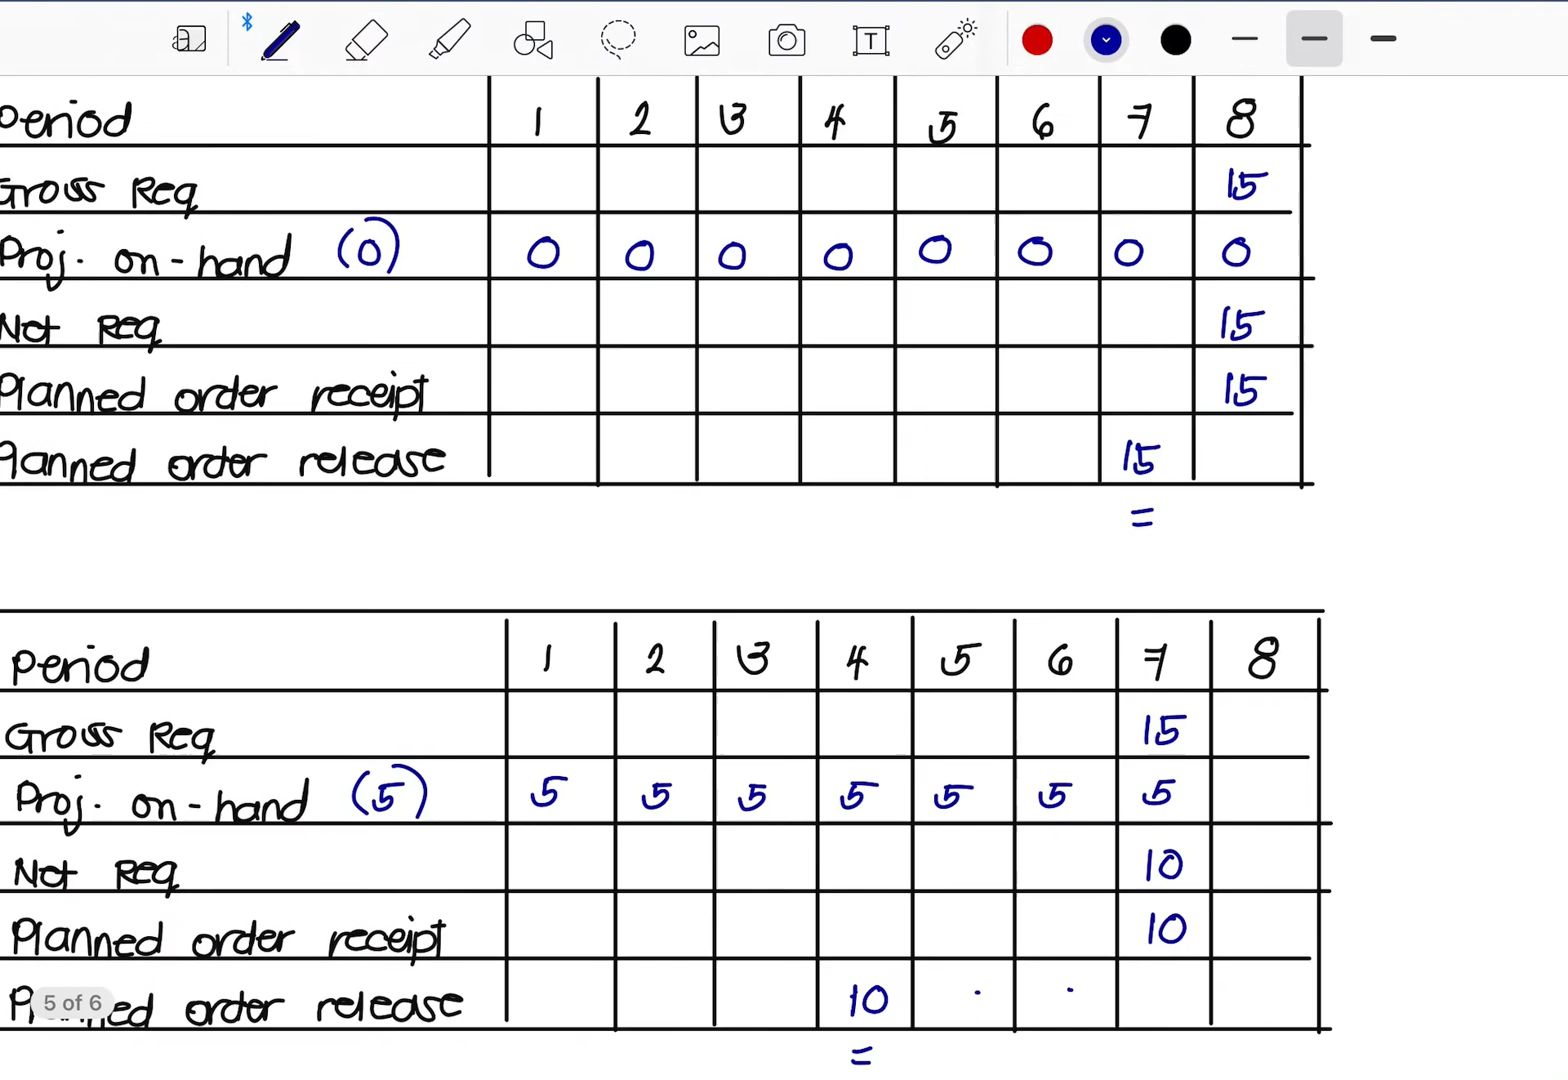 T
Period 1 2 3 4 5 6 7 8
Gross Req 15
Proj. on-hand (0) 0 0 0 0 0 0 0 0
Net Req 15
Planned order receipt 15
Planned order release 15
=
Period 1 2 3 4 5 6 7 8
Gross Req 15
Proj. on-hand (5) 5 5 5 5 5 5 5
Net Req 10
Planned order receipt 10
Planned order release 10
5 of 6
=